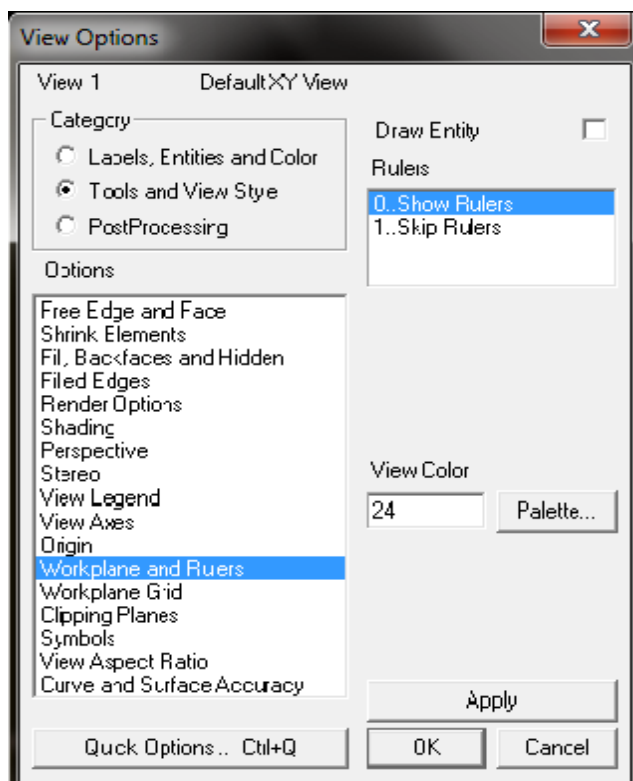 View Options
View 1 Default XY View
Category
Labels, Entities and Color
Tools and View Style
PostProcessing
Draw Entity
Rulers
0..Show Rulers
1..Skip Rulers
Options
Free Edge and Face
Shrink Elements
Fill, Backfaces and Hidden
Filled Edges
Render Options
Shading
Perspective
Stereo
View Legend
View Axes
Origin
Workplane and Rulers
Workplane Grid
Clipping Planes
Symbols
View Aspect Ratio
Curve and Surface Accuracy
View Color
24 Palette...
Apply
Quick Options... Ctrl+Q OK Cancel